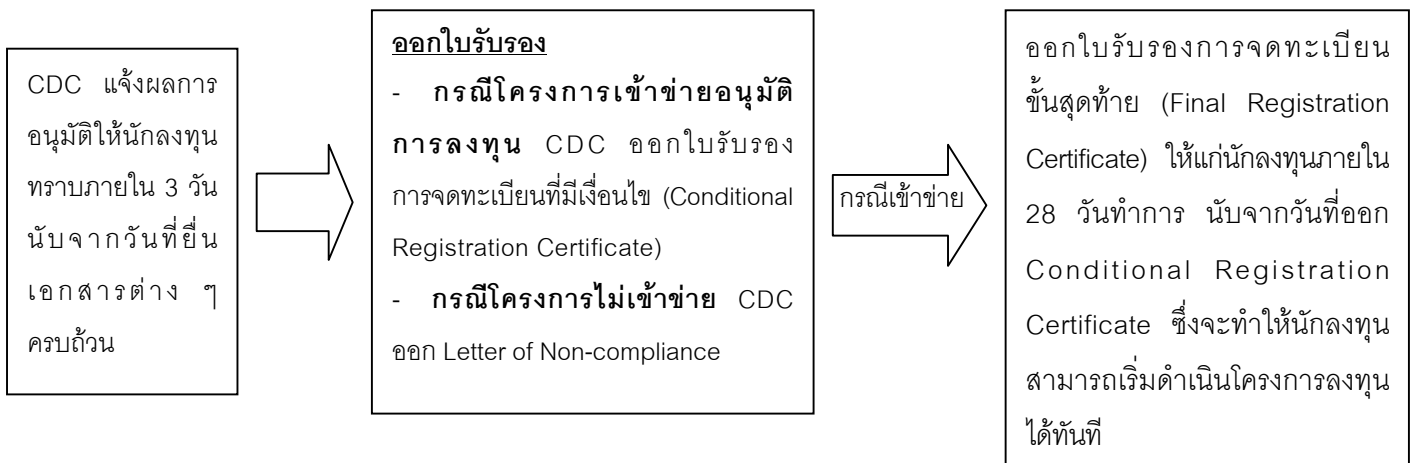 CDC แจ้งผลการ
อนุมัติให้นักลงทุน
ทราบภายใน 3 วัน
นับจากวันที่ยื่น
เอกสารต่าง ๆ
ครบถ้วน
ออกใบรับรอง
- กรณีโครงการเข้าข่ายอนุมัติ
การลงทุน CDC ออกใบรับรอง
การจดทะเบียนที่มีเงื่อนไข (Conditional
Registration Certificate)
- กรณีโครงการไม่เข้าข่าย CDC
ออก Letter of Non-compliance
กรณีเข้าข่าย
ออกใบรับรองการจดทะเบียน
ขั้นสุดท้าย (Final Registration
Certificate) ให้แก่นักลงทุนภายใน
28 วันทำการ นับจากวันที่ออก
Conditional Registration
Certificate ซึ่งจะทำให้นักลงทุน
สามารถเริ่มดำเนินโครงการลงทุน
ได้ทันที